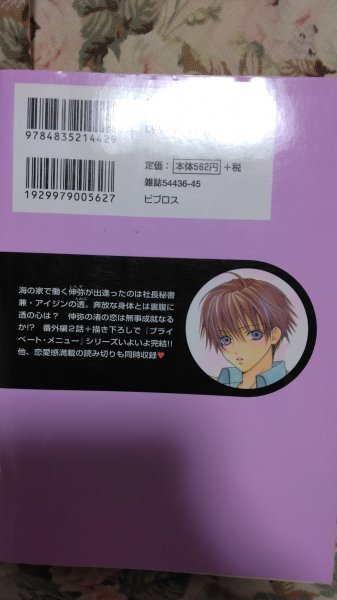 9784835214429
1929979005627
定価： 本体562円 +税
雑誌54436-45
ビブロス
海の家で働く伸弥が出逢ったのは社長秘書
兼・アイジンの透。奔放な身体とは裏腹に
透の心は？ 伸弥の渚の恋は無事成就なる
か!? 番外編２話＋描き下ろしで『プライ
ベート・メニュー』シリーズいよいよ完結!!
他、恋愛感満載の読み切りも同時収録♥